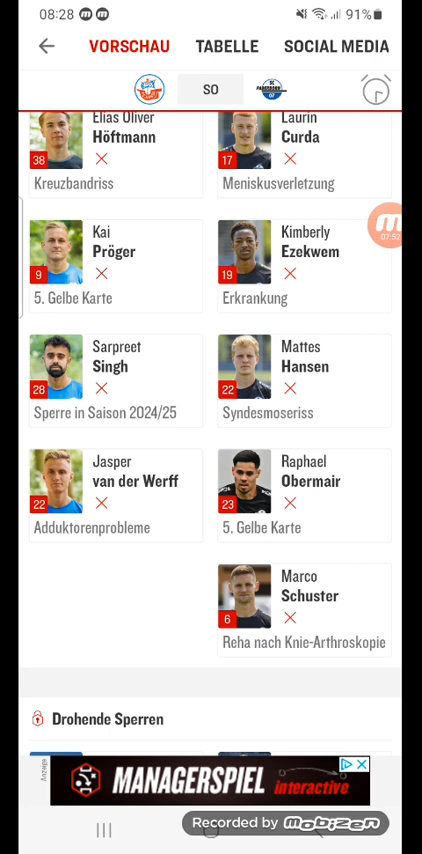 08:28
91%
VORSCHAU TABELLE SOCIAL MEDIA
SO
Elias Oliver
Höftmann
38
Kreuzbandriss
Laurin
Curda
17
Meniskusverletzung
07:52
Kai
Pröger
9
5. Gelbe Karte
Kimberly
Ezekwem
19
Erkrankung
Sarpreet
Singh
28
Sperre in Saison 2024/25
Mattes
Hansen
22
Syndesmoseriss
Jasper
van der Werff
22
Adduktorenprobleme
Raphael
Obermair
23
5. Gelbe Karte
Marco
Schuster
6
Reha nach Knie-Arthroskopie
Drohende Sperren
Anzeige
MANAGERSPIEL interactive
Recorded by mobizen